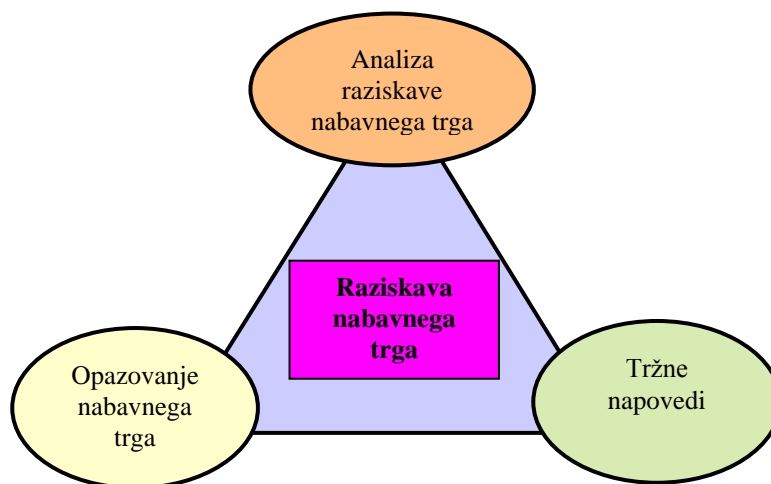 Analiza
raziskave
nabavnega trga
Raziskava
nabavnega
trga
Opazovanje
nabavnega
trga
Tržne
napovedi